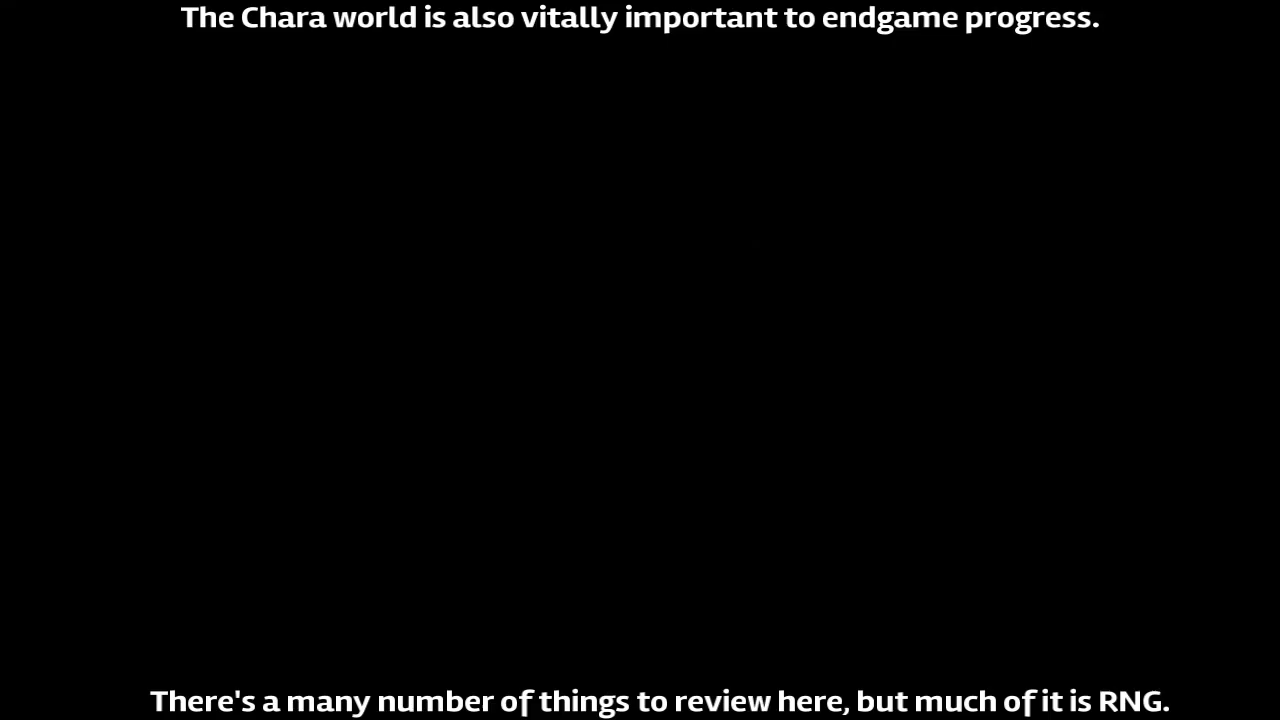 The Chara world is also vitally important to endgame progress.
There's a many number of things to review here, but much of it is RNG.